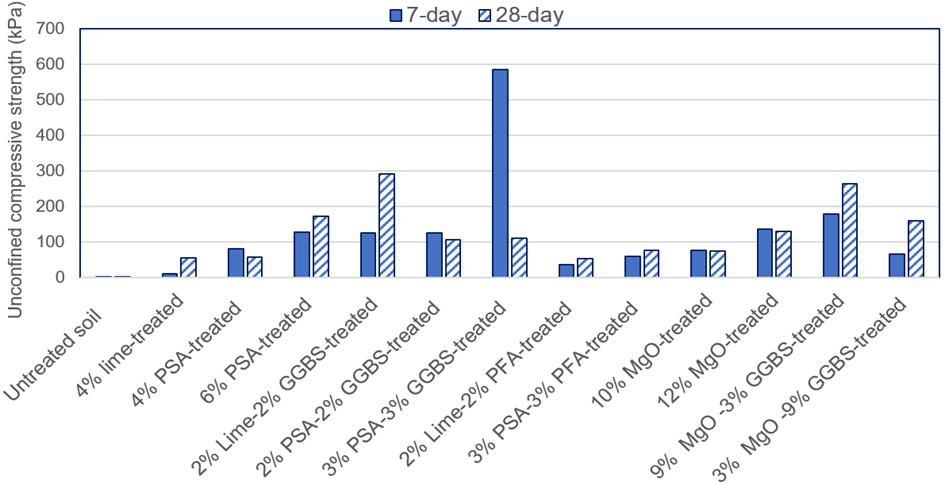 7-day 28-day
Unconfined compressive strength (kPa)
700
600
500
400
300
200
100
0
Untreated soil
4% lime-treated
4% PSA-treated
6% PSA-treated
2% Lime-2% GGBS-treated
2% PSA-2% GGBS-treated
3% PSA-3% GGBS-treated
2% Lime-2% PFA-treated
3% PSA-3% PFA-treated
10% MgO-treated
12% MgO-treated
9% MgO -3% GGBS-treated
3% MgO -9% GGBS-treated